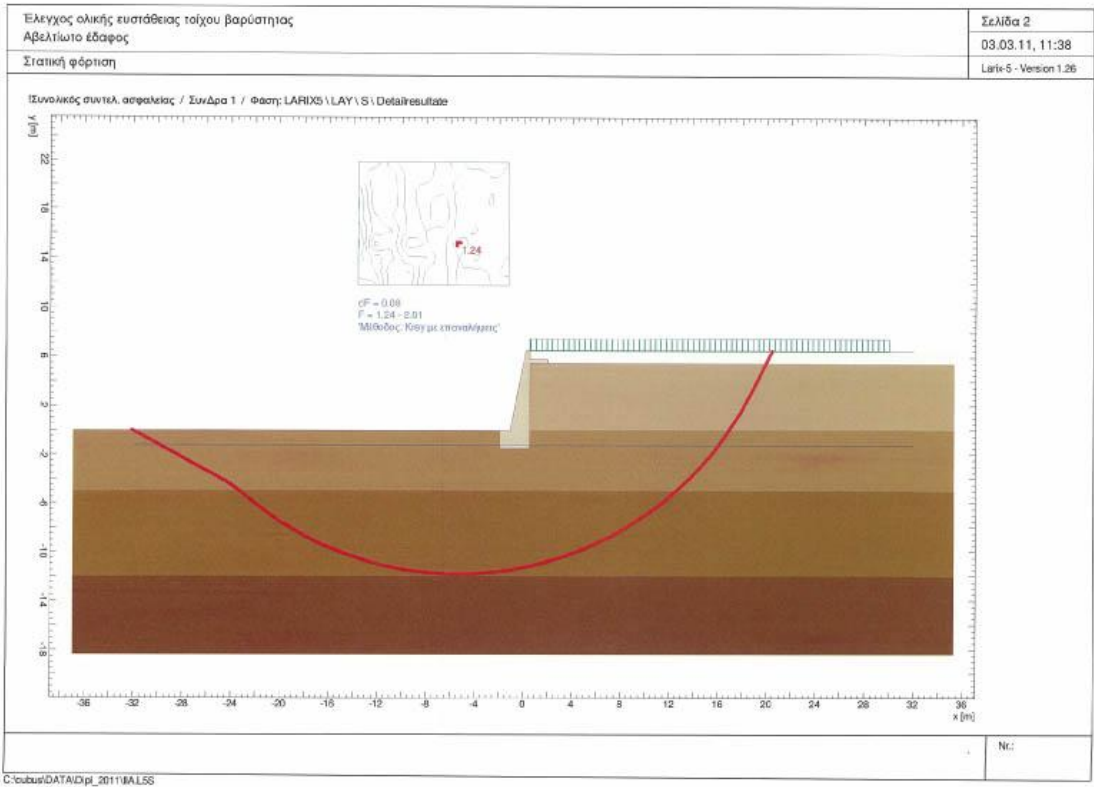 Έλεγχος ολικής ευστάθειας τοίχου βαρύστητας
Αβελτίωτο έδαφος
Στατική φόρτιση
Σελίδα 2
03.03.11, 11:38
Larix-5 - Version 1.26
!Συνολικός συντελ. ασφαλείας / ΣυνΔρα 1 / Φάση: LARIX5 \ LAY \ S \ Detailresultate
y [m]
22
18
14
10
6
2
-2
-6
-10
-14
-18
1.24
dF = 0.08
F = 1.24 - 2.01
'Μέθοδος: Krey με επαναλήψεις'
-36 -32 -28 -24 -20 -16 -12 -8 -4 0 4 8 12 16 20 24 28 32 36
x [m]
Nr.:
C:\cubus\DATA\Dipl_2011\IIA.L5S